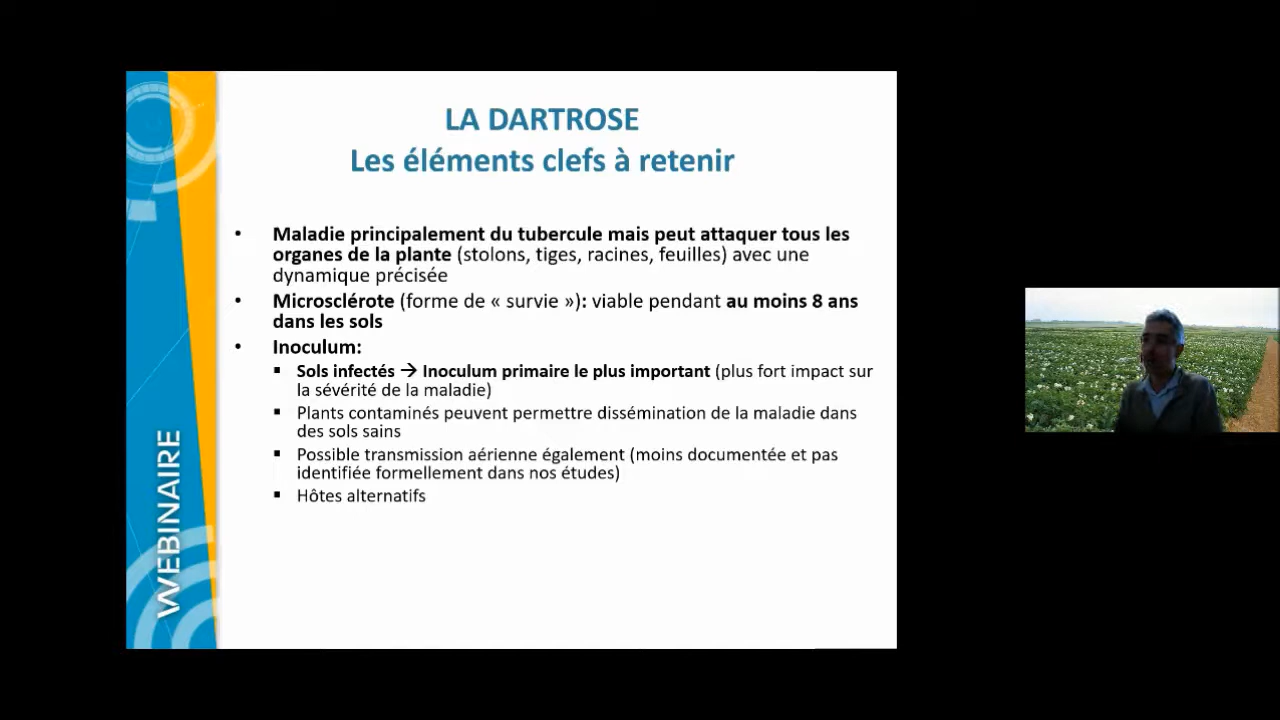 LA DARTROSE
Les éléments clefs à retenir
• Maladie principalement du tubercule mais peut attaquer tous les
organes de la plante (stolons, tiges, racines, feuilles) avec une
dynamique précisée
• Microsclérote (forme de « survie »): viable pendant au moins 8 ans
dans les sols
• Inoculum:
▪ Sols infectés → Inoculum primaire le plus important (plus fort impact sur
la sévérité de la maladie)
▪ Plants contaminés peuvent permettre dissémination de la maladie dans
des sols sains
▪ Possible transmission aérienne également (moins documentée et pas
identifiée formellement dans nos études)
▪ Hôtes alternatifs
WEBINAIRE